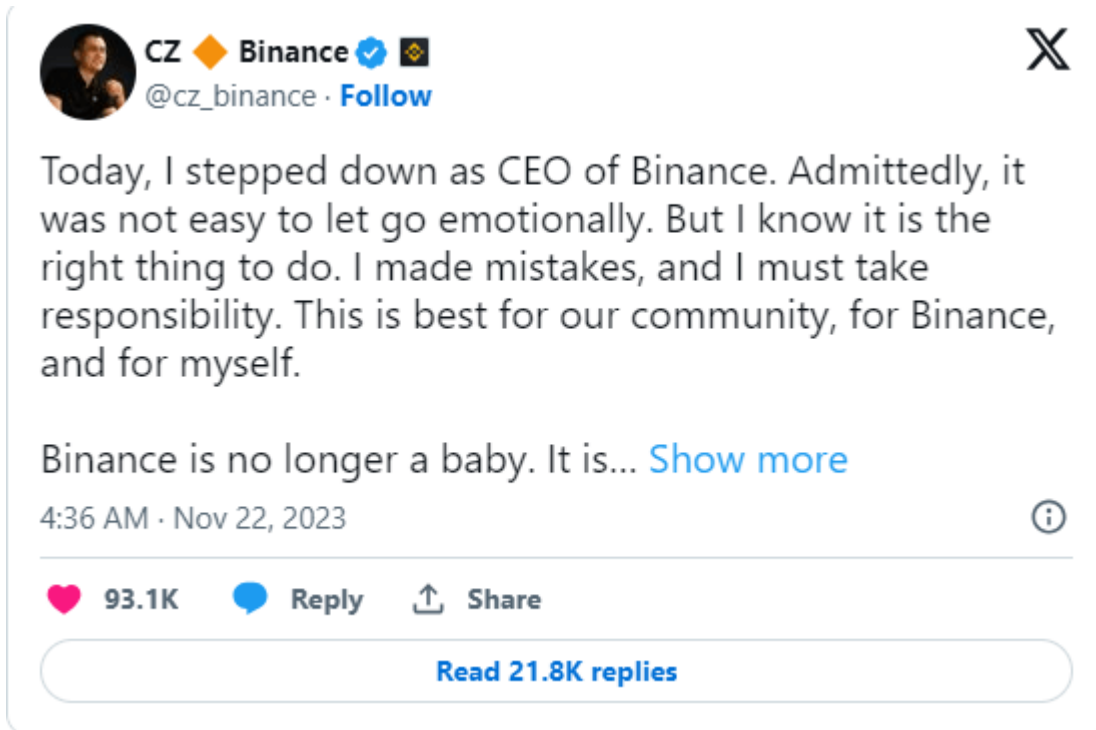 CZ 🔶 Binance
@cz_binance · Follow
Today, I stepped down as CEO of Binance. Admittedly, it
was not easy to let go emotionally. But I know it is the
right thing to do. I made mistakes, and I must take
responsibility. This is best for our community, for Binance,
and for myself.
Binance is no longer a baby. It is... Show more
4:36 AM · Nov 22, 2023
93.1K Reply Share
Read 21.8K replies